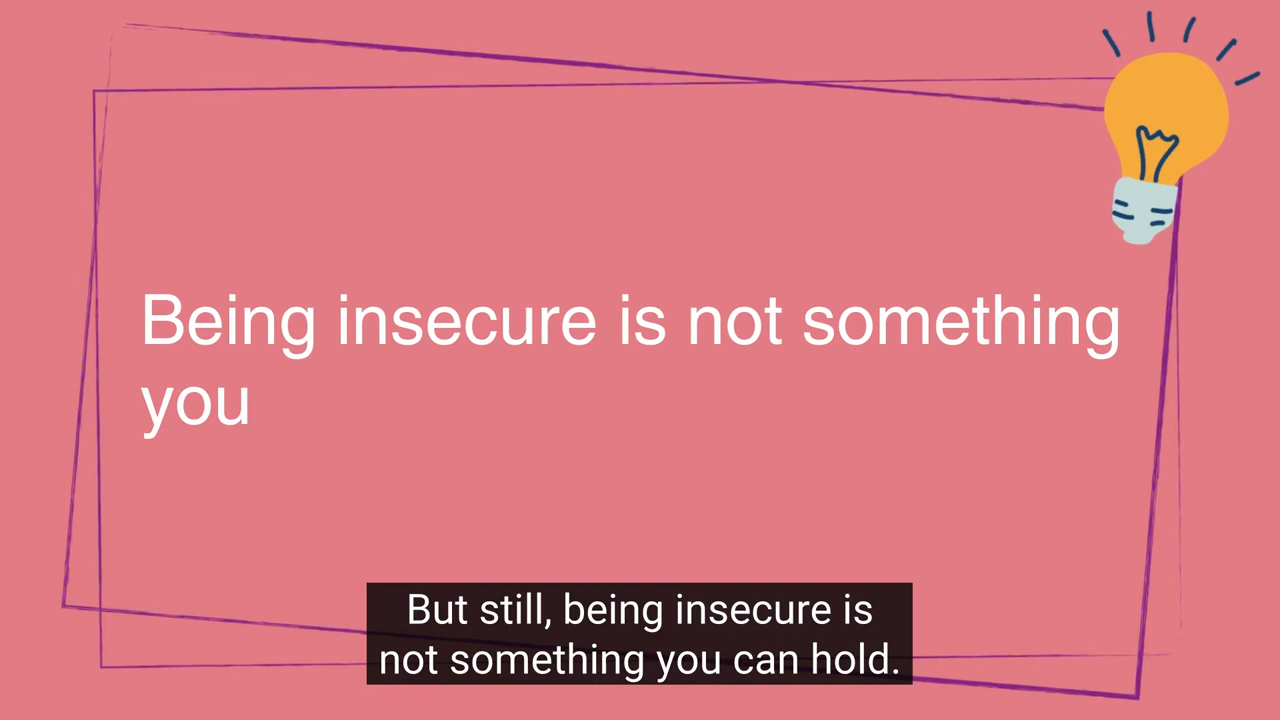 Being insecure is not something
you
But still, being insecure is
not something you can hold.